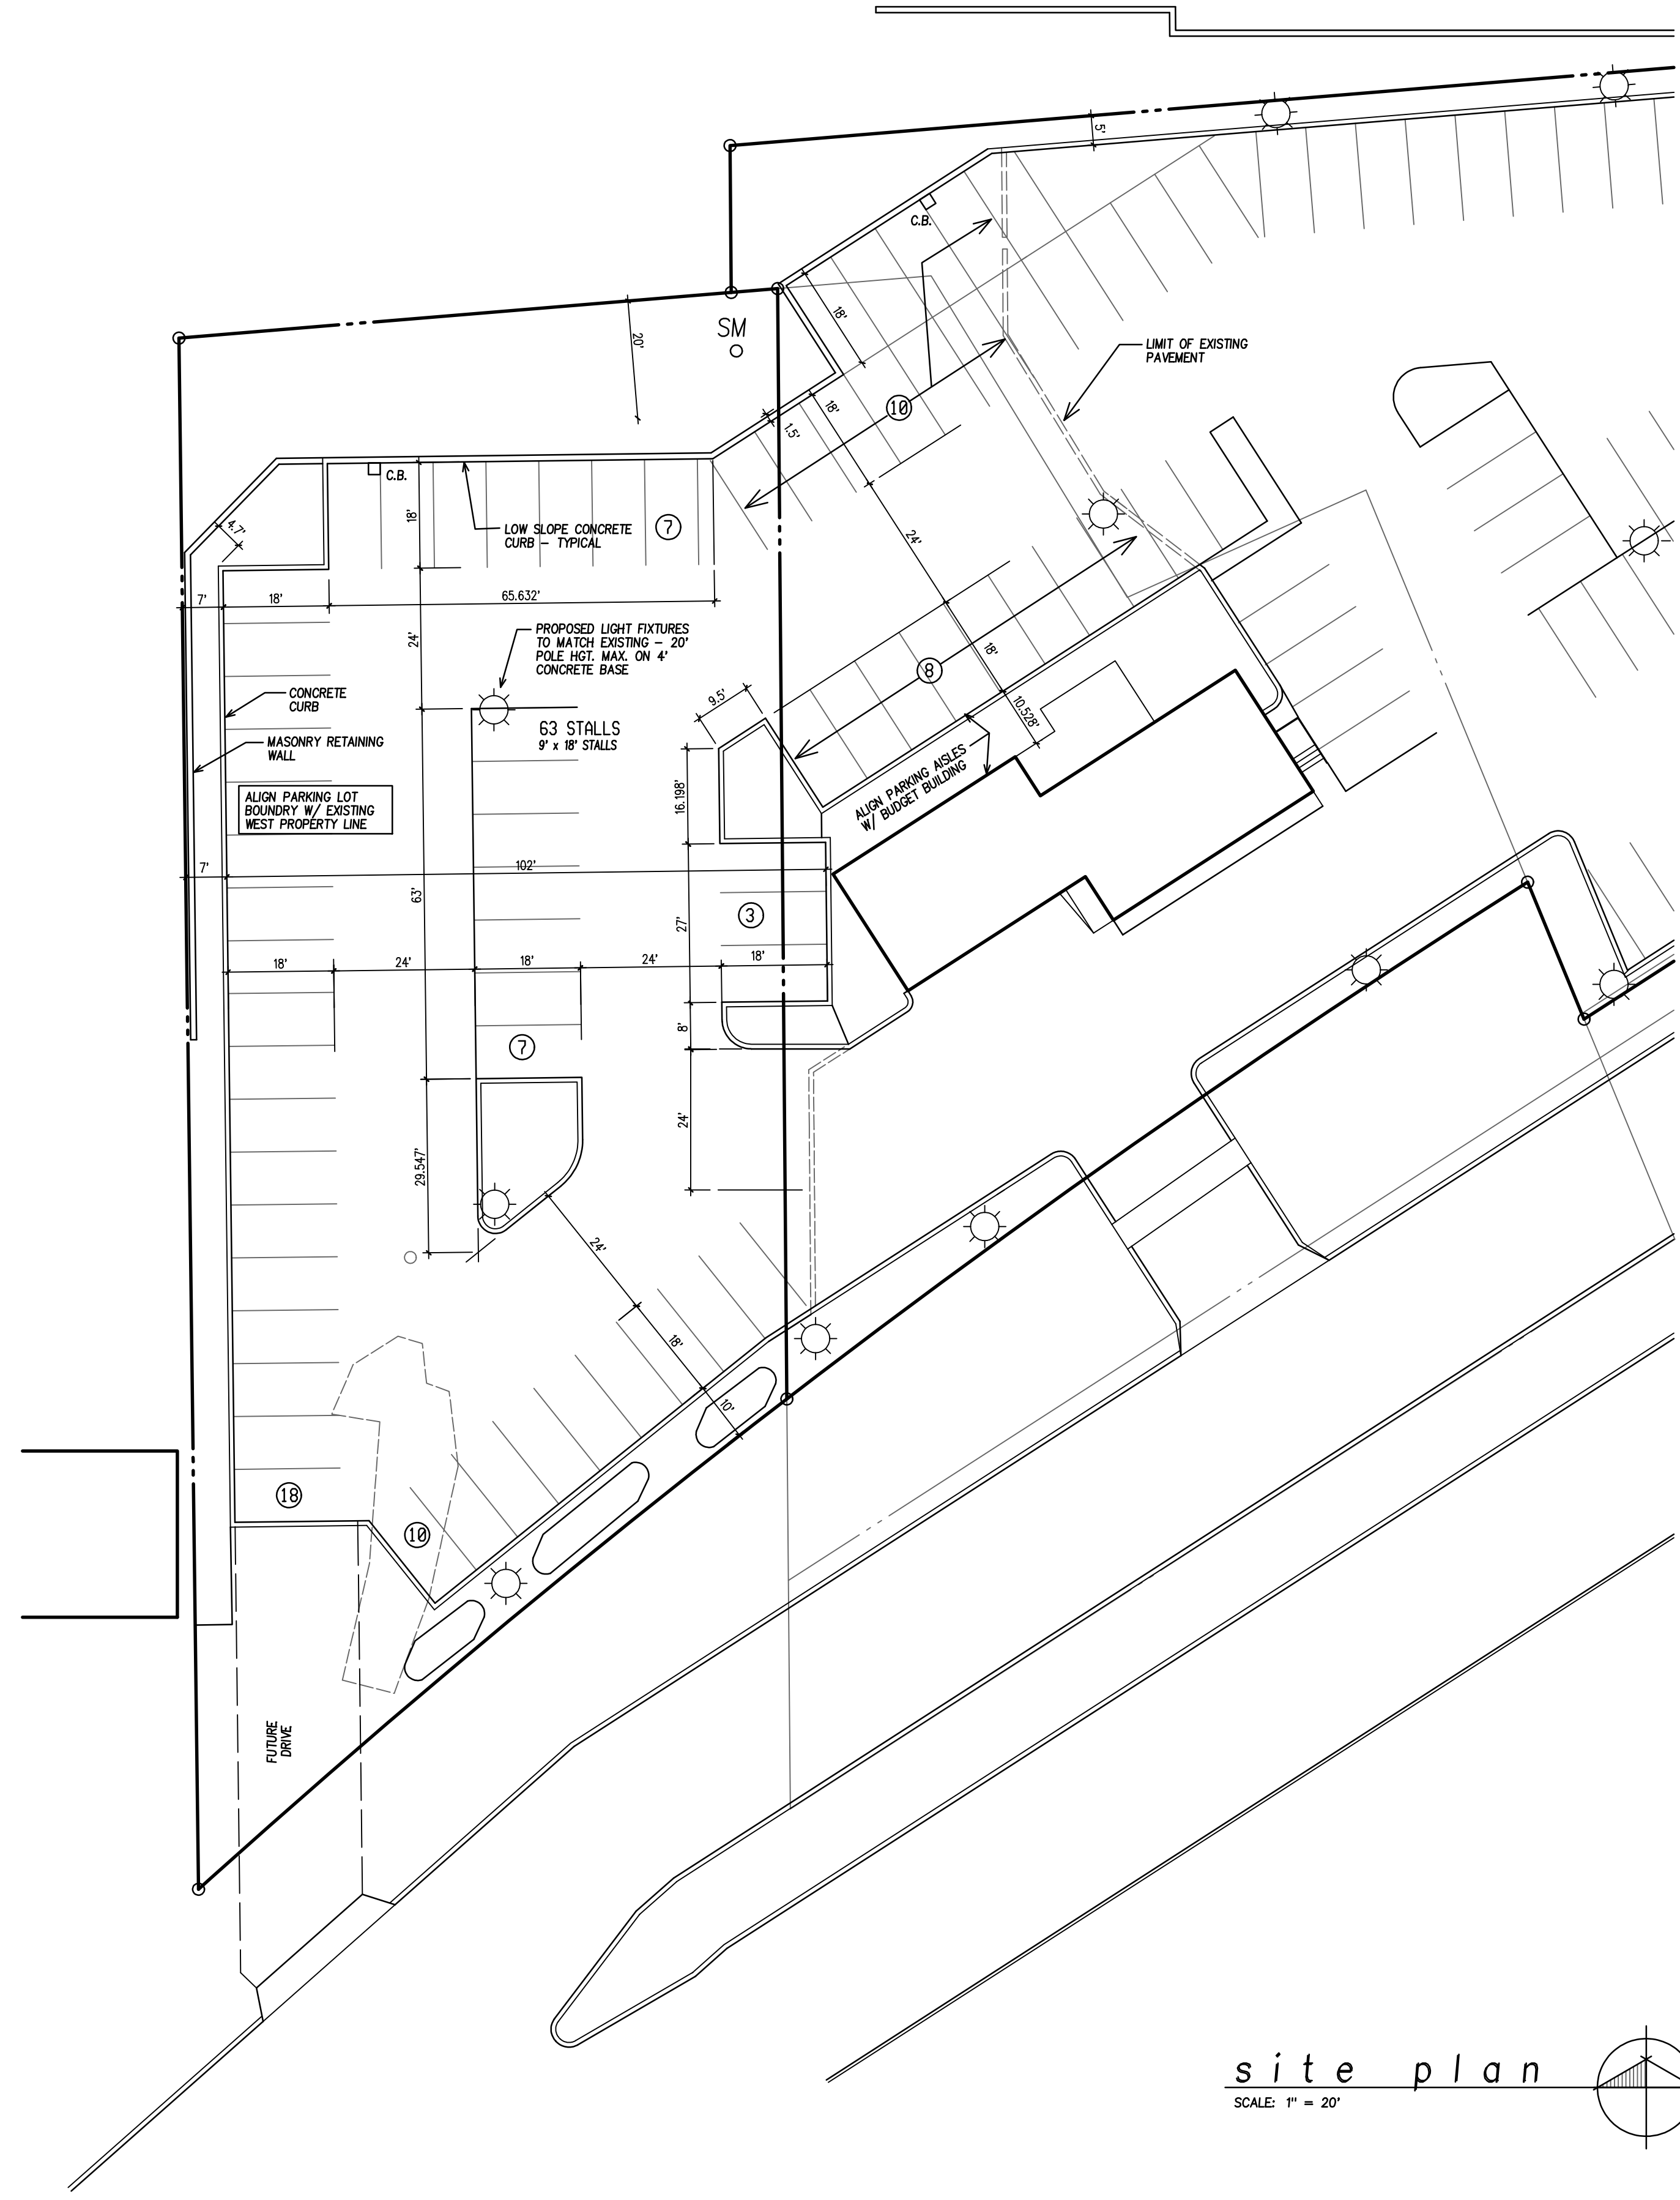 5'
C.B.
18'
SM
20'
LIMIT OF EXISTING
PAVEMENT
10
18'
1.5'
C.B.
4.7'
18'
LOW SLOPE CONCRETE
CURB – TYPICAL
7
24'
7'
18'
65.632'
24'
PROPOSED LIGHT FIXTURES
TO MATCH EXISTING – 20'
POLE HGT. MAX. ON 4'
CONCRETE BASE
18'
8
9.5'
10.528'
CONCRETE
CURB
63 STALLS
9' x 18' STALLS
MASONRY RETAINING
WALL
ALIGN PARKING AISLES
W/ BUDGET BUILDING
16.198'
ALIGN PARKING LOT
BOUNDRY W/ EXISTING
WEST PROPERTY LINE
7'
102'
63'
3
27'
18'
24'
18'
24'
18'
8'
7
24'
29.547'
24'
18'
10'
18
10
FUTURE
DRIVE
site plan
SCALE: 1" = 20'